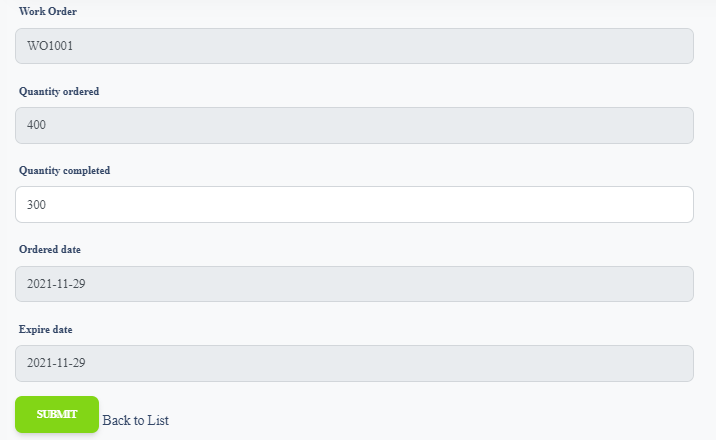 Work Order
WO1001
Quantity ordered
400
Quantity completed
300
Ordered date
2021-11-29
Expire date
2021-11-29
SUBMIT Back to List